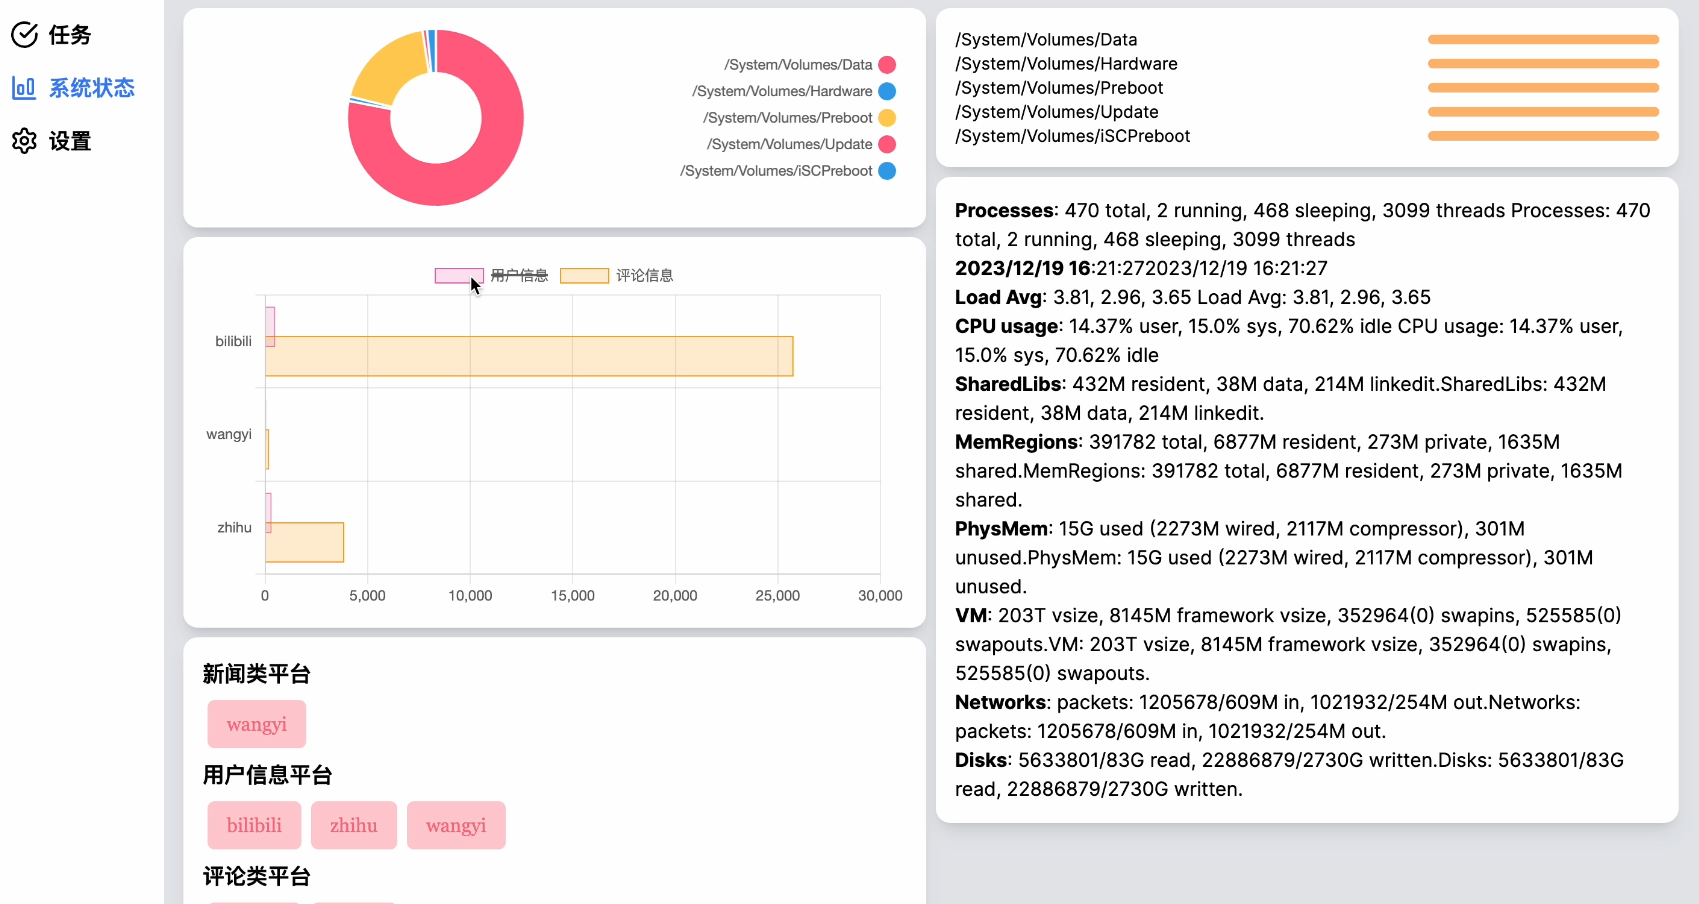 任务
系统状态
设置
/System/Volumes/Data
/System/Volumes/Hardware
/System/Volumes/Preboot
/System/Volumes/Update
/System/Volumes/iSCPreboot
用户信息 评论信息
bilibili
wangyi
zhihu
0 5,000 10,000 15,000 20,000 25,000 30,000
新闻类平台
wangyi
用户信息平台
bilibili zhihu wangyi
评论类平台
/System/Volumes/Data
/System/Volumes/Hardware
/System/Volumes/Preboot
/System/Volumes/Update
/System/Volumes/iSCPreboot
Processes: 470 total, 2 running, 468 sleeping, 3099 threads Processes: 470
total, 2 running, 468 sleeping, 3099 threads
2023/12/19 16:21:272023/12/19 16:21:27
Load Avg: 3.81, 2.96, 3.65 Load Avg: 3.81, 2.96, 3.65
CPU usage: 14.37% user, 15.0% sys, 70.62% idle CPU usage: 14.37% user,
15.0% sys, 70.62% idle
SharedLibs: 432M resident, 38M data, 214M linkedit.SharedLibs: 432M
resident, 38M data, 214M linkedit.
MemRegions: 391782 total, 6877M resident, 273M private, 1635M
shared.MemRegions: 391782 total, 6877M resident, 273M private, 1635M
shared.
PhysMem: 15G used (2273M wired, 2117M compressor), 301M
unused.PhysMem: 15G used (2273M wired, 2117M compressor), 301M
unused.
VM: 203T vsize, 8145M framework vsize, 352964(0) swapins, 525585(0)
swapouts.VM: 203T vsize, 8145M framework vsize, 352964(0) swapins,
525585(0) swapouts.
Networks: packets: 1205678/609M in, 1021932/254M out.Networks:
packets: 1205678/609M in, 1021932/254M out.
Disks: 5633801/83G read, 22886879/2730G written.Disks: 5633801/83G
read, 22886879/2730G written.